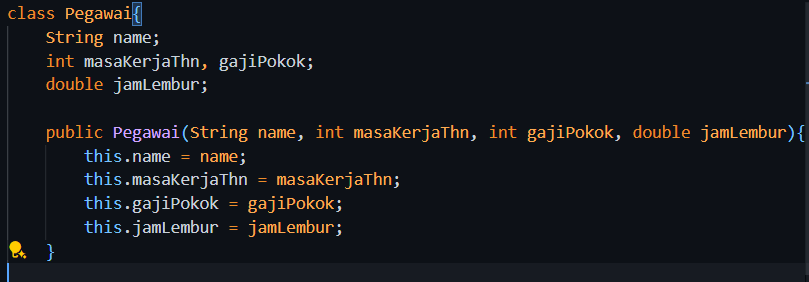 class Pegawai{
    String name;
    int masaKerjaThn, gajiPokok;
    double jamLembur;
    public Pegawai(String name, int masaKerjaThn, int gajiPokok, double jamLembur){
        this.name = name;
        this.masaKerjaThn = masaKerjaThn;
        this.gajiPokok = gajiPokok;
        this.jamLembur = jamLembur;
    }